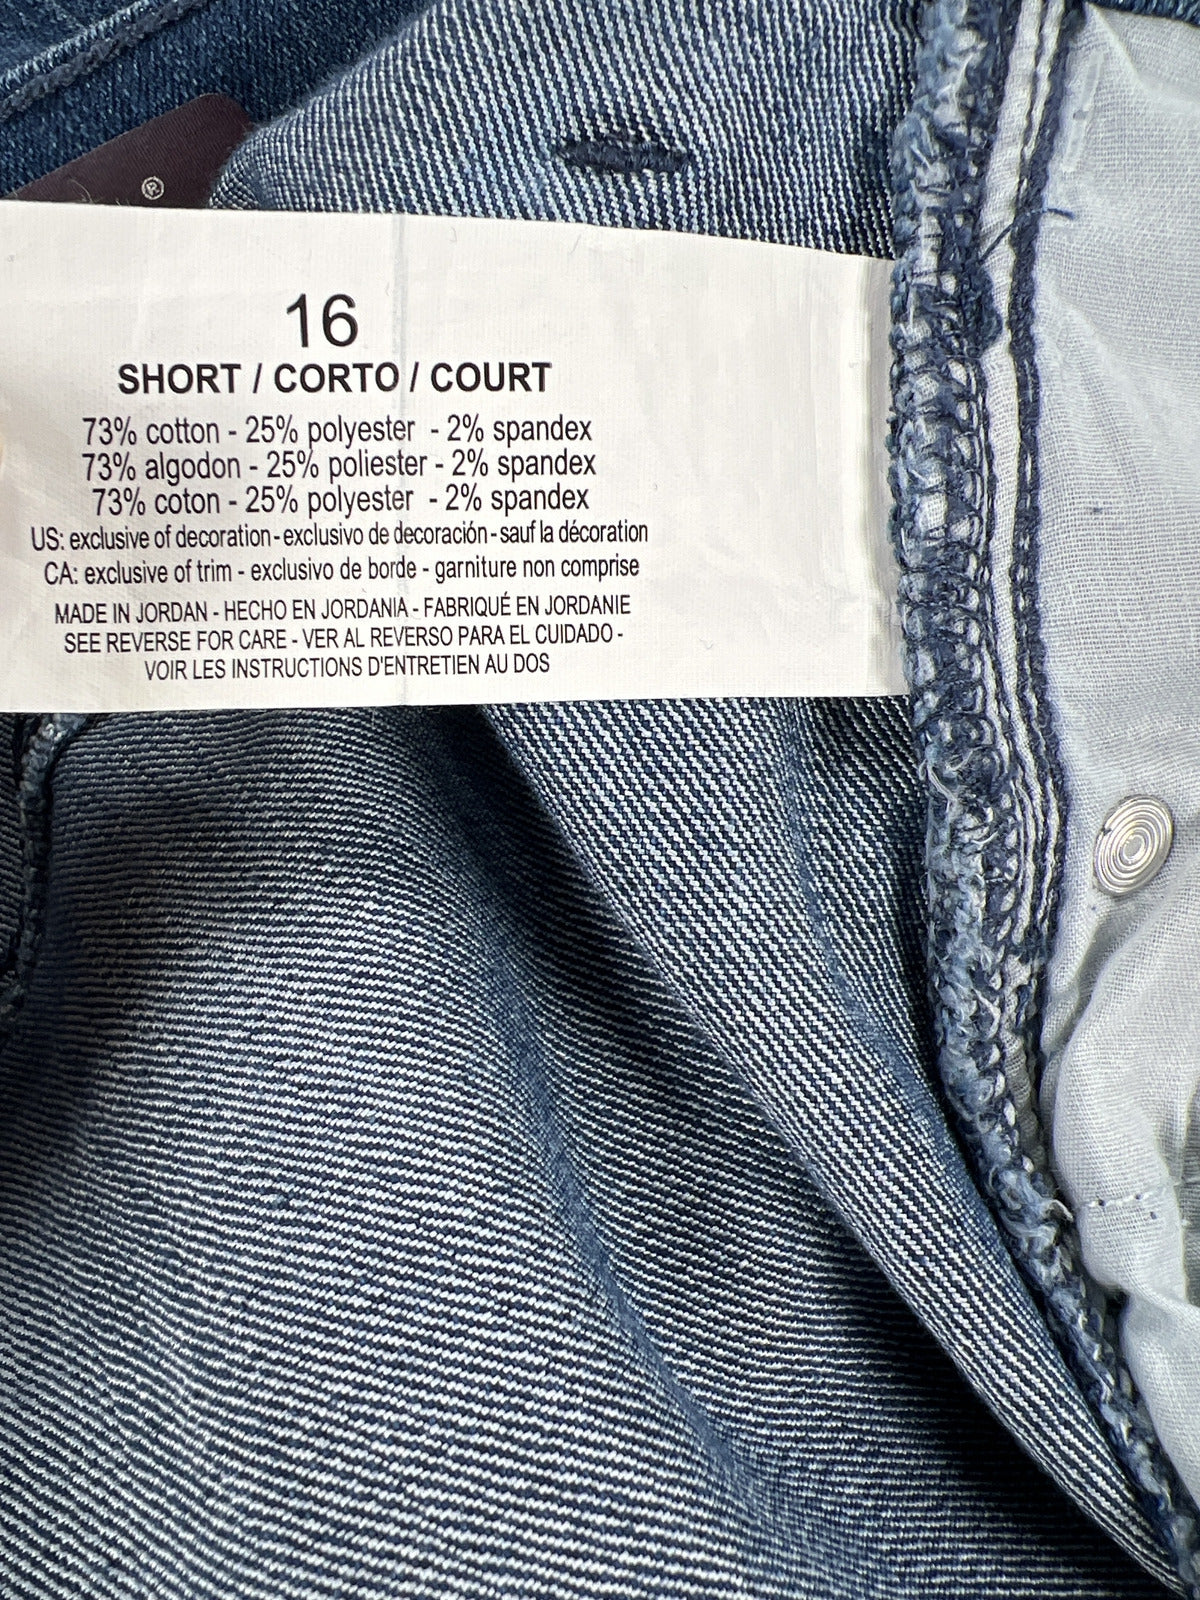 ®
16
SHORT / CORTO / COURT
73% cotton - 25% polyester - 2% spandex
73% algodon - 25% poliester - 2% spandex
73% coton - 25% polyester - 2% spandex
US: exclusive of decoration - exclusivo de decoración - sauf la décoration
CA: exclusive of trim - exclusivo de borde - garniture non comprise
MADE IN JORDAN - HECHO EN JORDANIA - FABRIQUÉ EN JORDANIE
SEE REVERSE FOR CARE - VER AL REVERSO PARA EL CUIDADO -
VOIR LES INSTRUCTIONS D'ENTRETIEN AU DOS